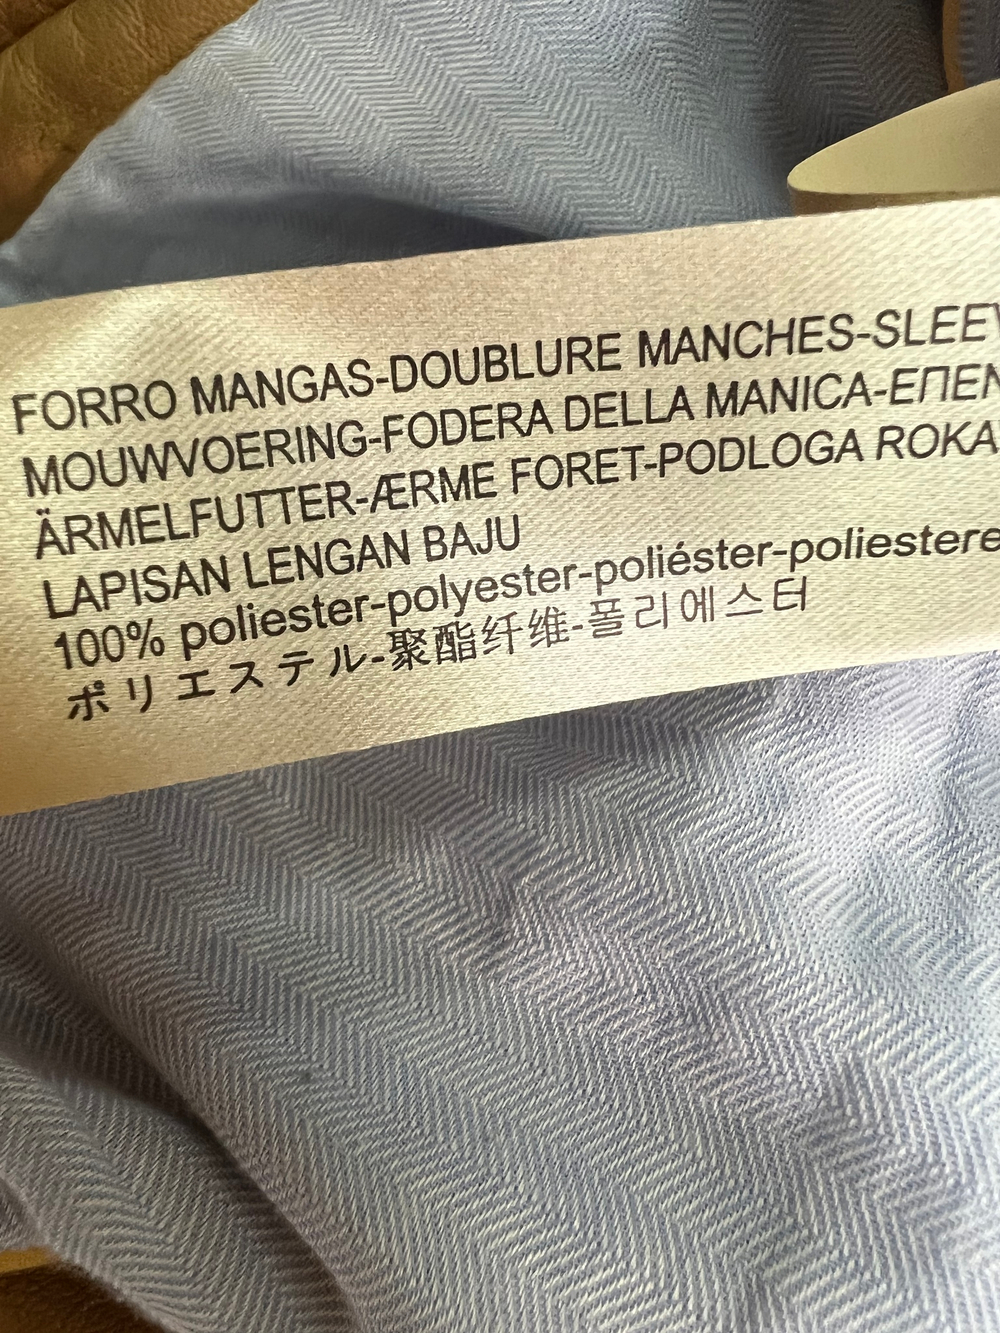 FORRO MANGAS-DOUBLURE MANCHES-SLEEV
MOUWVOERING-FODERA DELLA MANICA-ΕΠΕΝ
ÄRMELFUTTER-ÆRME FORET-PODLOGA ROKA
LAPISAN LENGAN BAJU
100% poliester-polyester-poliéster-poliestere
ポリエステル-聚酯纤维-폴리에스터